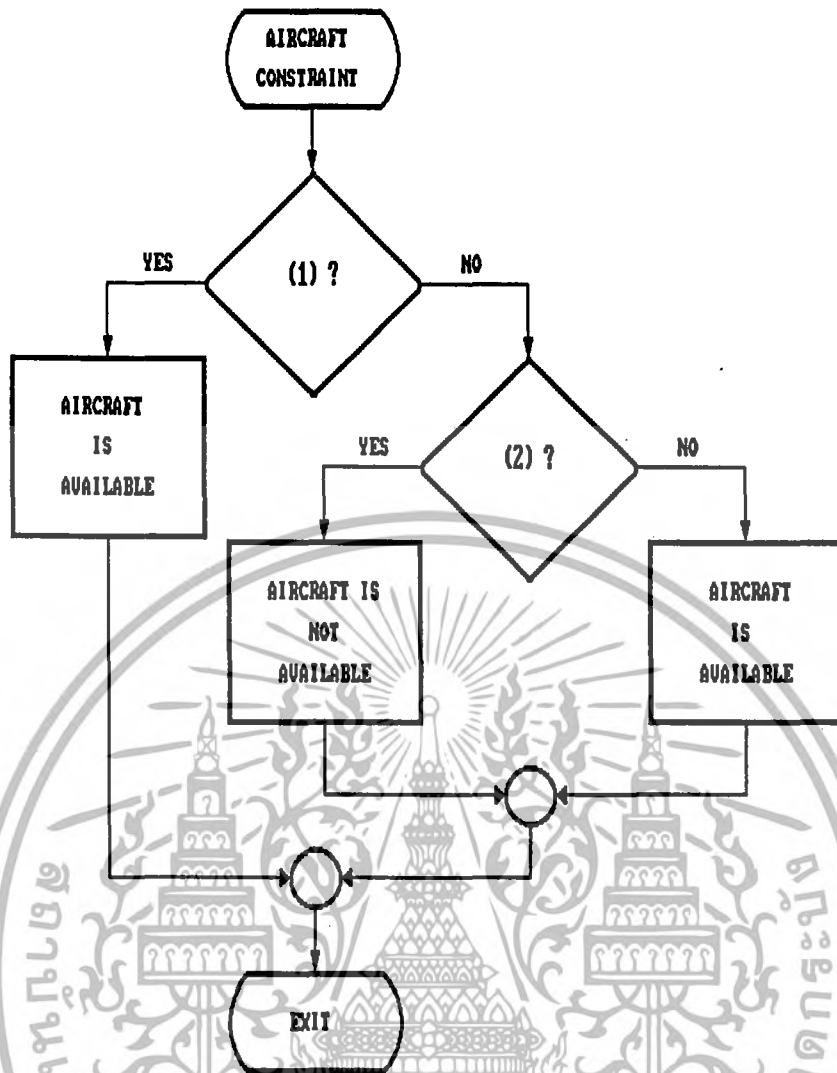 AIRCRAFT
CONSTRAINT
(1) ?
YES
NO
AIRCRAFT
IS
AVAILABLE
(2) ?
YES
NO
AIRCRAFT IS
NOT
AVAILABLE
AIRCRAFT
IS
AVAILABLE
EXIT